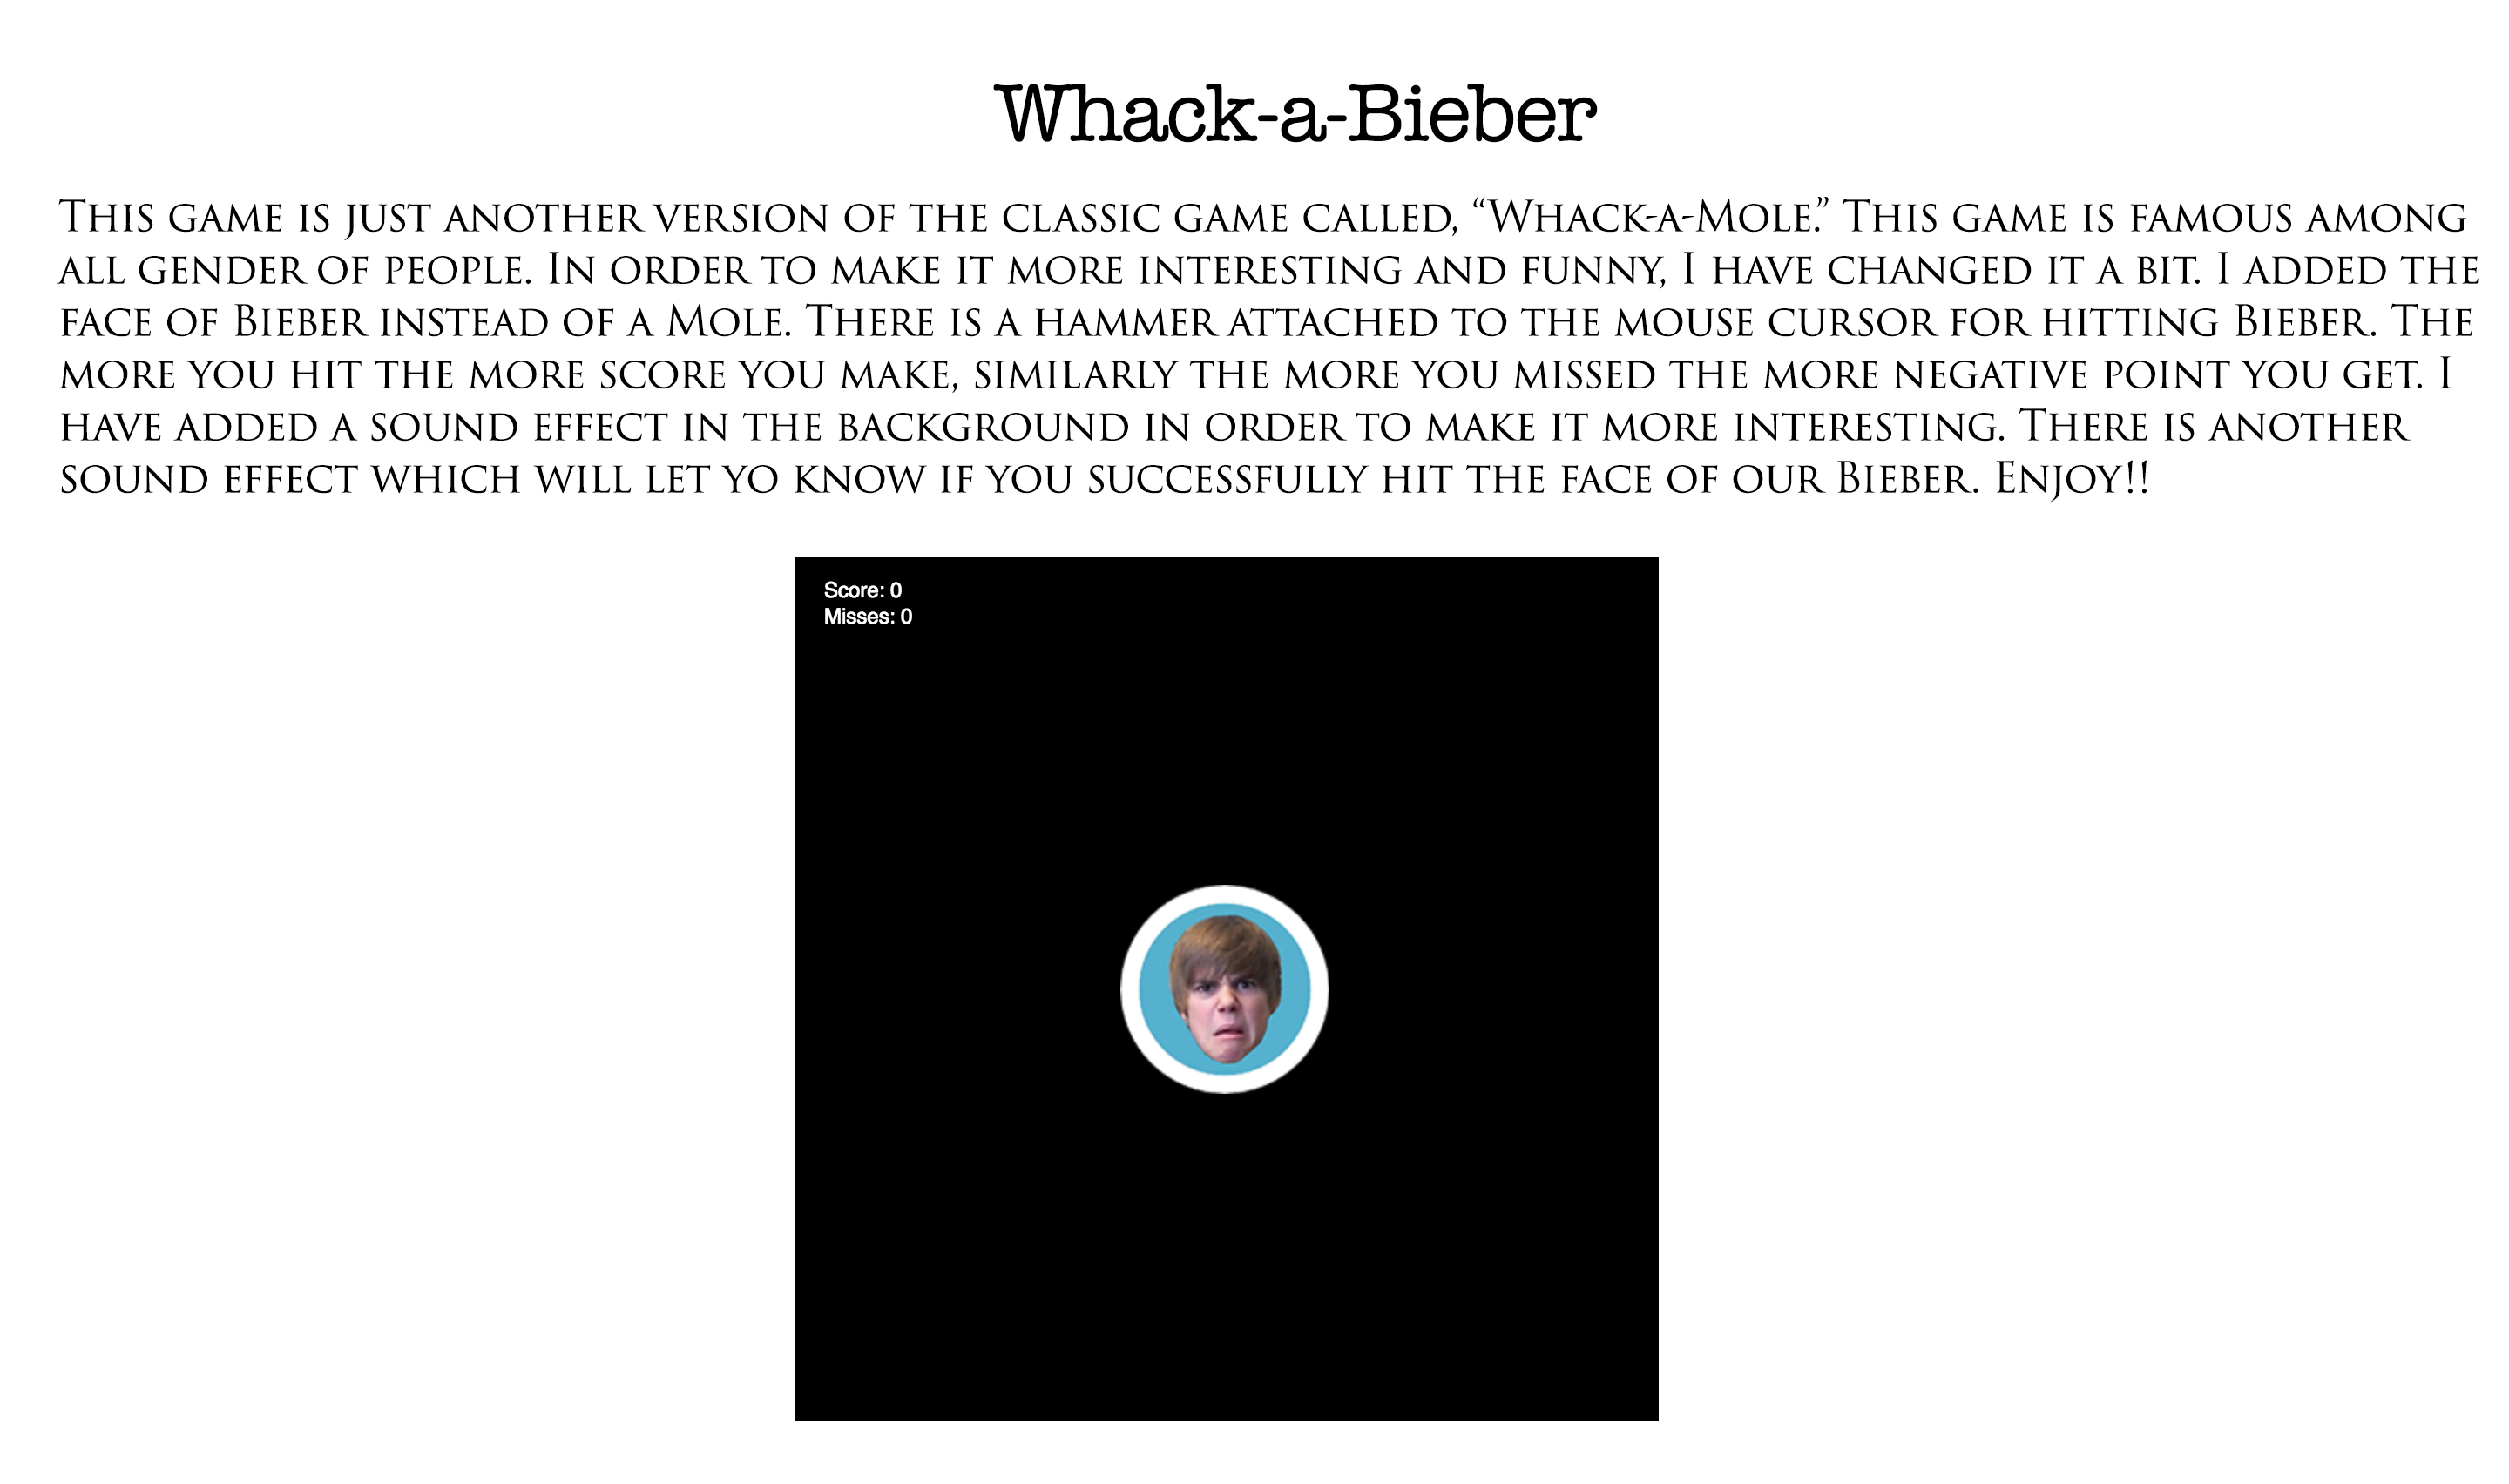 Whack-a-Bieber
This game is just another version of the classic game called, “Whack-a-Mole.” This game is famous among
all gender of people. In order to make it more interesting and funny, I have changed it a bit. I added the
face of Bieber instead of a Mole. There is a hammer attached to the mouse cursor for hitting Bieber. The
more you hit the more score you make, similarly the more you missed the more negative point you get. I
have added a sound effect in the background in order to make it more interesting. There is another
sound effect which will let yo know if you successfully hit the face of our Bieber. Enjoy!!
Score: 0
Misses: 0